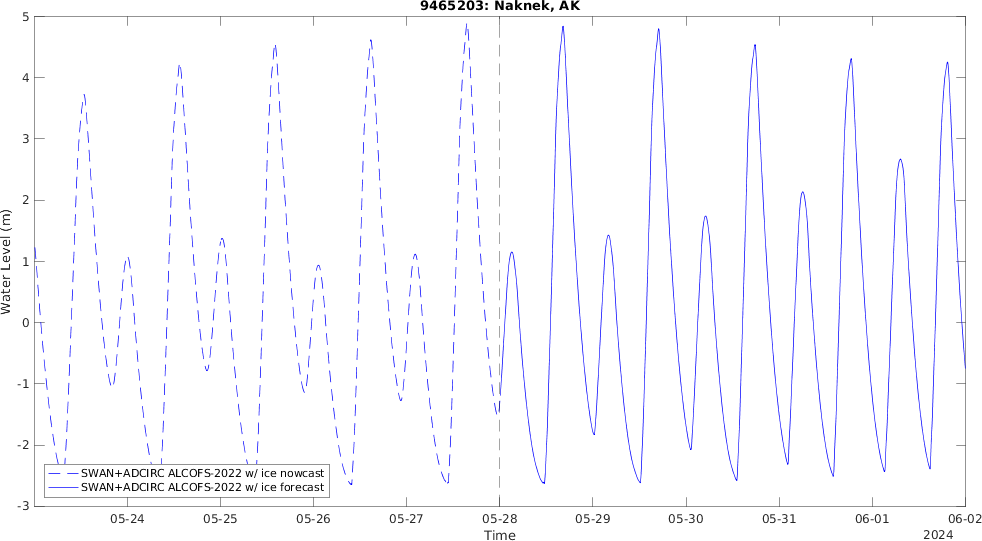 9465203: Naknek, AK
5
4
3
2
1
0
-1
-2
-3
Water Level (m)
SWAN+ADCIRC ALCOFS-2022 w/ ice nowcast
SWAN+ADCIRC ALCOFS-2022 w/ ice forecast
05-24 05-25 05-26 05-27 05-28 05-29 05-30 05-31 06-01 06-02
Time
2024